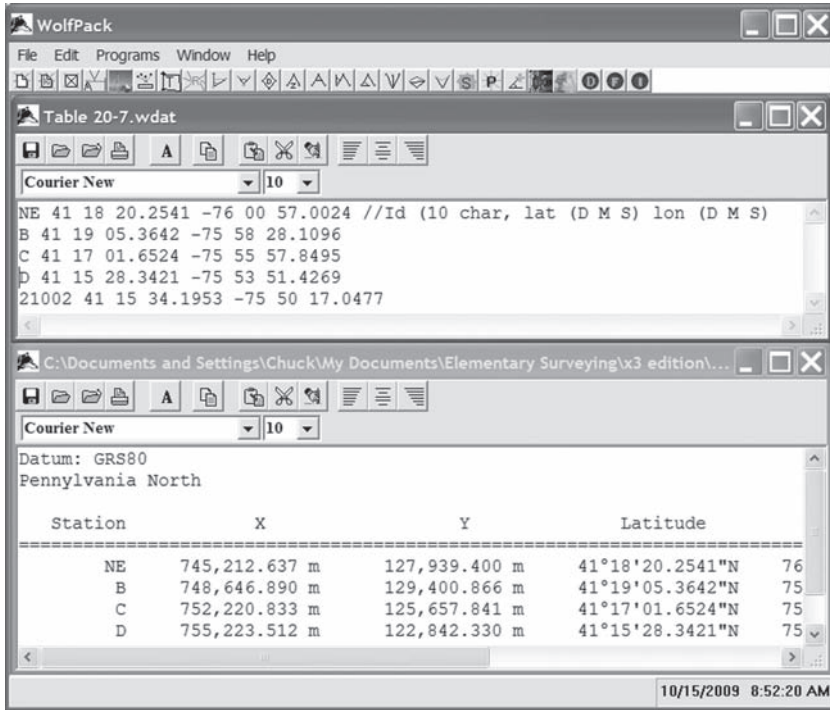 WolfPack
File Edit Programs Window Help
Table 20-7.wdat
A
Courier New 10
NE 41 18 20.2541 -76 00 57.0024 //Id (10 char, lat (D M S) lon (D M S)
B 41 19 05.3642 -75 58 28.1096
C 41 17 01.6524 -75 55 57.8495
D 41 15 28.3421 -75 53 51.4269
21002 41 15 34.1953 -75 50 17.0477
C:\Documents and Settings\Chuck\My Documents\Elementary Surveying\x3 edition\...
A
Courier New 10
Datum: GRS80
Pennylvania North
Station X Y Latitude
NE 745,212.637 m 127,939.400 m 41°18'20.2541"N 76
B 748,646.890 m 129,400.866 m 41°19'05.3642"N 75
C 752,220.833 m 125,657.841 m 41°17'01.6524"N 75
D 755,223.512 m 122,842.330 m 41°15'28.3421"N 75
10/15/2009 8:52:20 AM